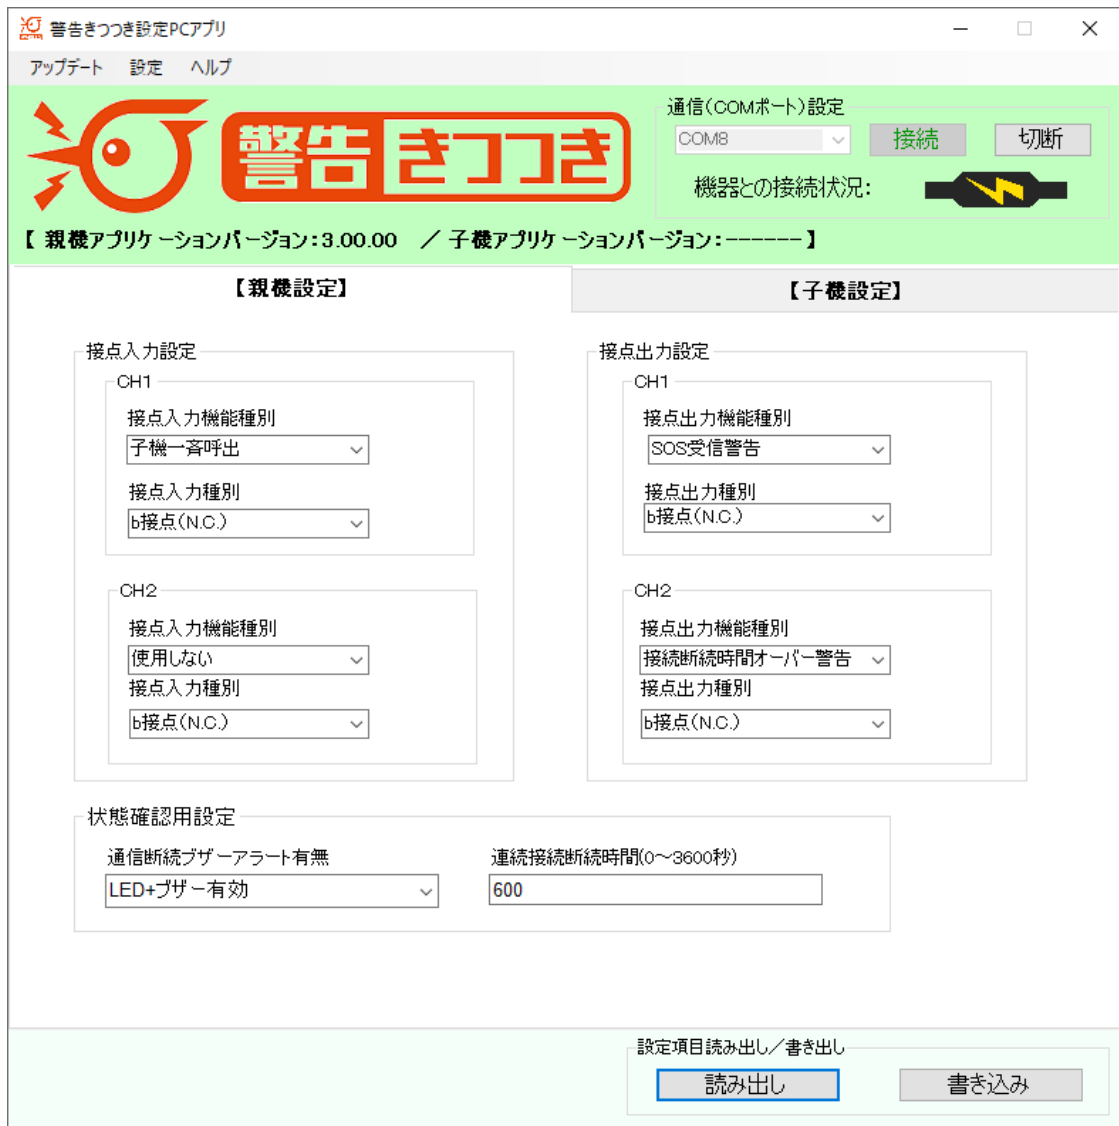 警告きつつき設定PCアプリ
アップデート 設定 ヘルプ
警告きつつき
通信(COMポート)設定
COM8 接続 切断
機器との接続状況:
【 親機アプリケーションバージョン:3.00.00 ／ 子機アプリケーションバージョン:------ 】
【親機設定】 【子機設定】
接点入力設定
CH1
接点入力機能種別
子機一斉呼出
接点入力種別
b接点(N.C.)
CH2
接点入力機能種別
使用しない
接点入力種別
b接点(N.C.)
接点出力設定
CH1
接点出力機能種別
SOS受信警告
接点出力種別
b接点(N.C.)
CH2
接点出力機能種別
接続断続時間オーバー警告
接点出力種別
b接点(N.C.)
状態確認用設定
通信断続ブザーアラート有無
LED+ブザー有効
連続接続断続時間(0～3600秒)
600
設定項目読み出し／書き出し
読み出し 書き込み